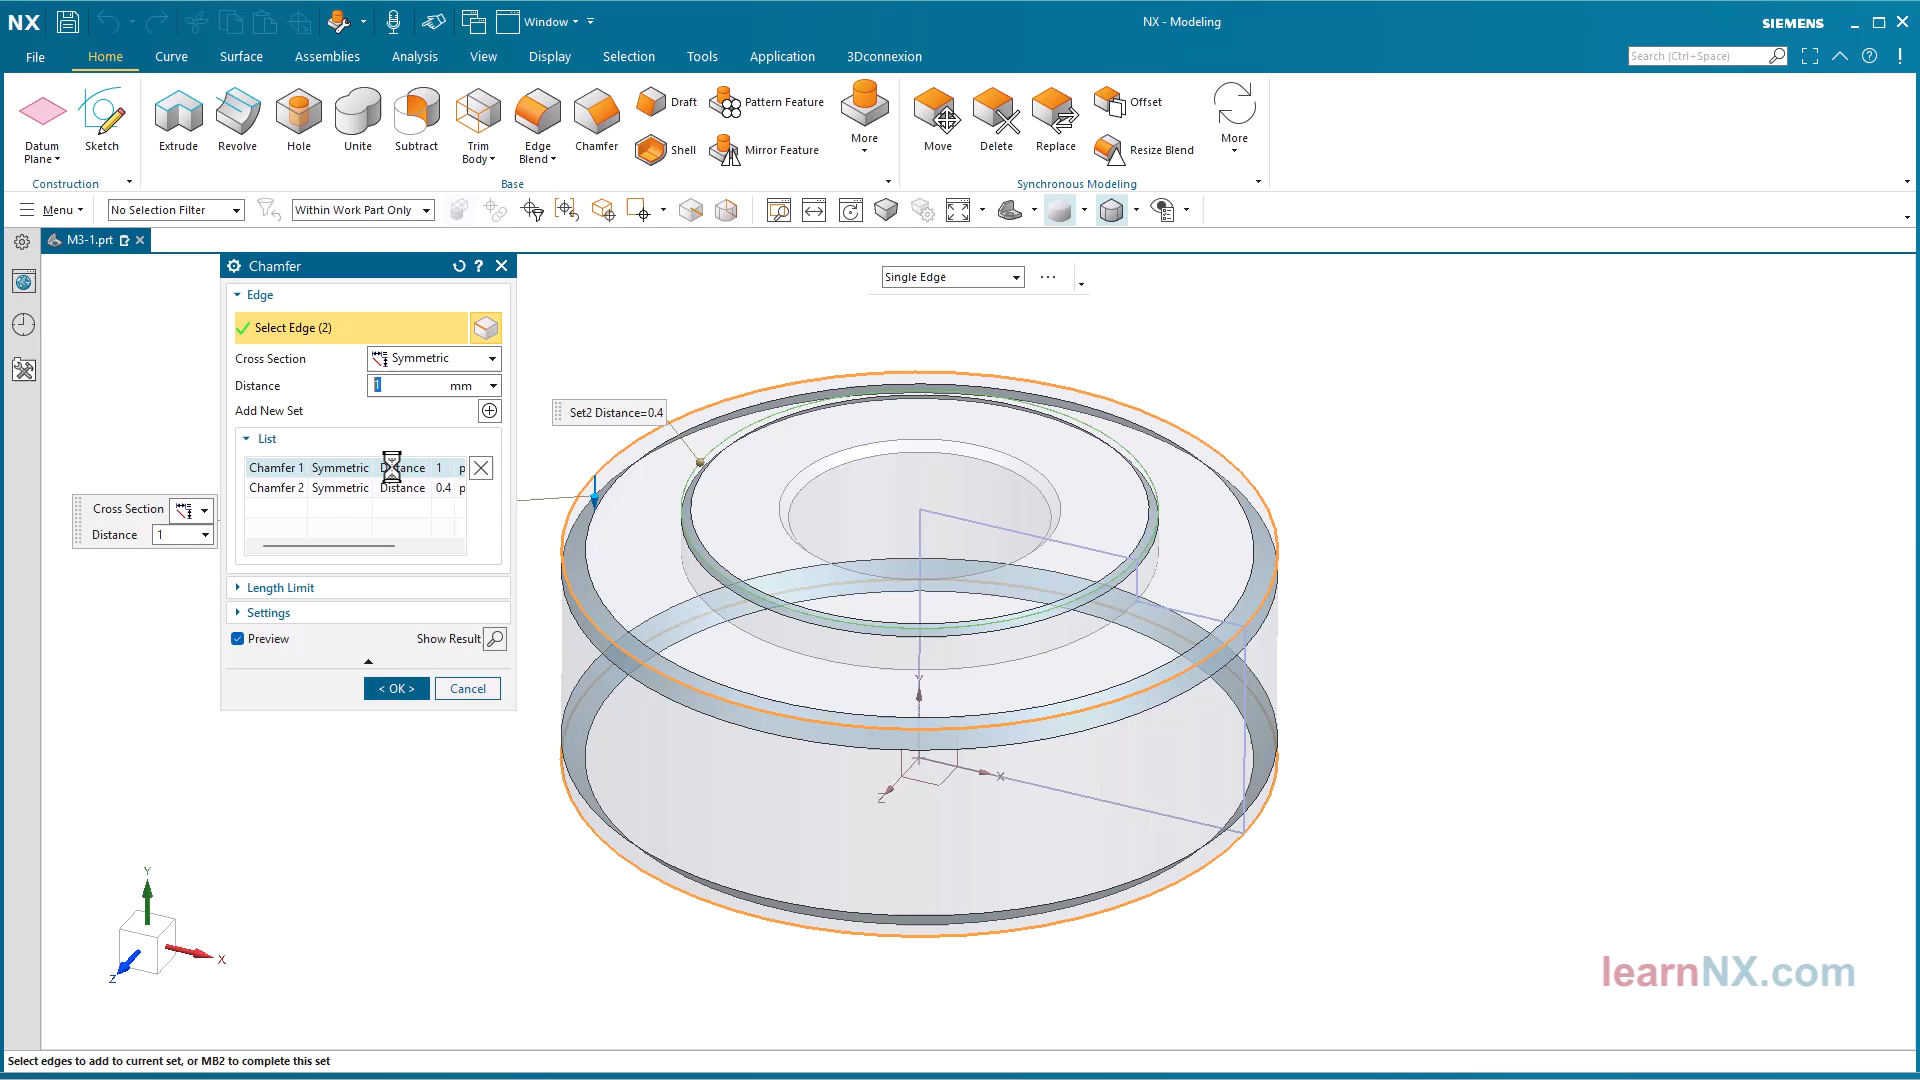 NX
Window
NX - Modeling
SIEMENS
File
Home
Curve
Surface
Assemblies
Analysis
View
Display
Selection
Tools
Application
3Dconnexion
Search (Ctrl+Space)
Datum Plane
Sketch
Extrude
Revolve
Hole
Unite
Subtract
Trim Body
Edge Blend
Chamfer
Draft
Shell
Pattern Feature
Mirror Feature
More
Move
Delete
Replace
Offset
Resize Blend
More
Construction
Base
Synchronous Modeling
Menu
No Selection Filter
Within Work Part Only
M3-1.prt
Chamfer
Single Edge
Edge
Select Edge (2)
Cross Section
Symmetric
Distance
1
mm
Add New Set
List
Chamfer 1 Symmetric Distance 1 p
Chamfer 2 Symmetric Distance 0.4 p
Length Limit
Settings
Preview
Show Result
< OK >
Cancel
Cross Section
Distance 1
Set2 Distance=0.4
Y
X
Z
Y
X
Z
learnNX.com
Select edges to add to current set, or MB2 to complete this set